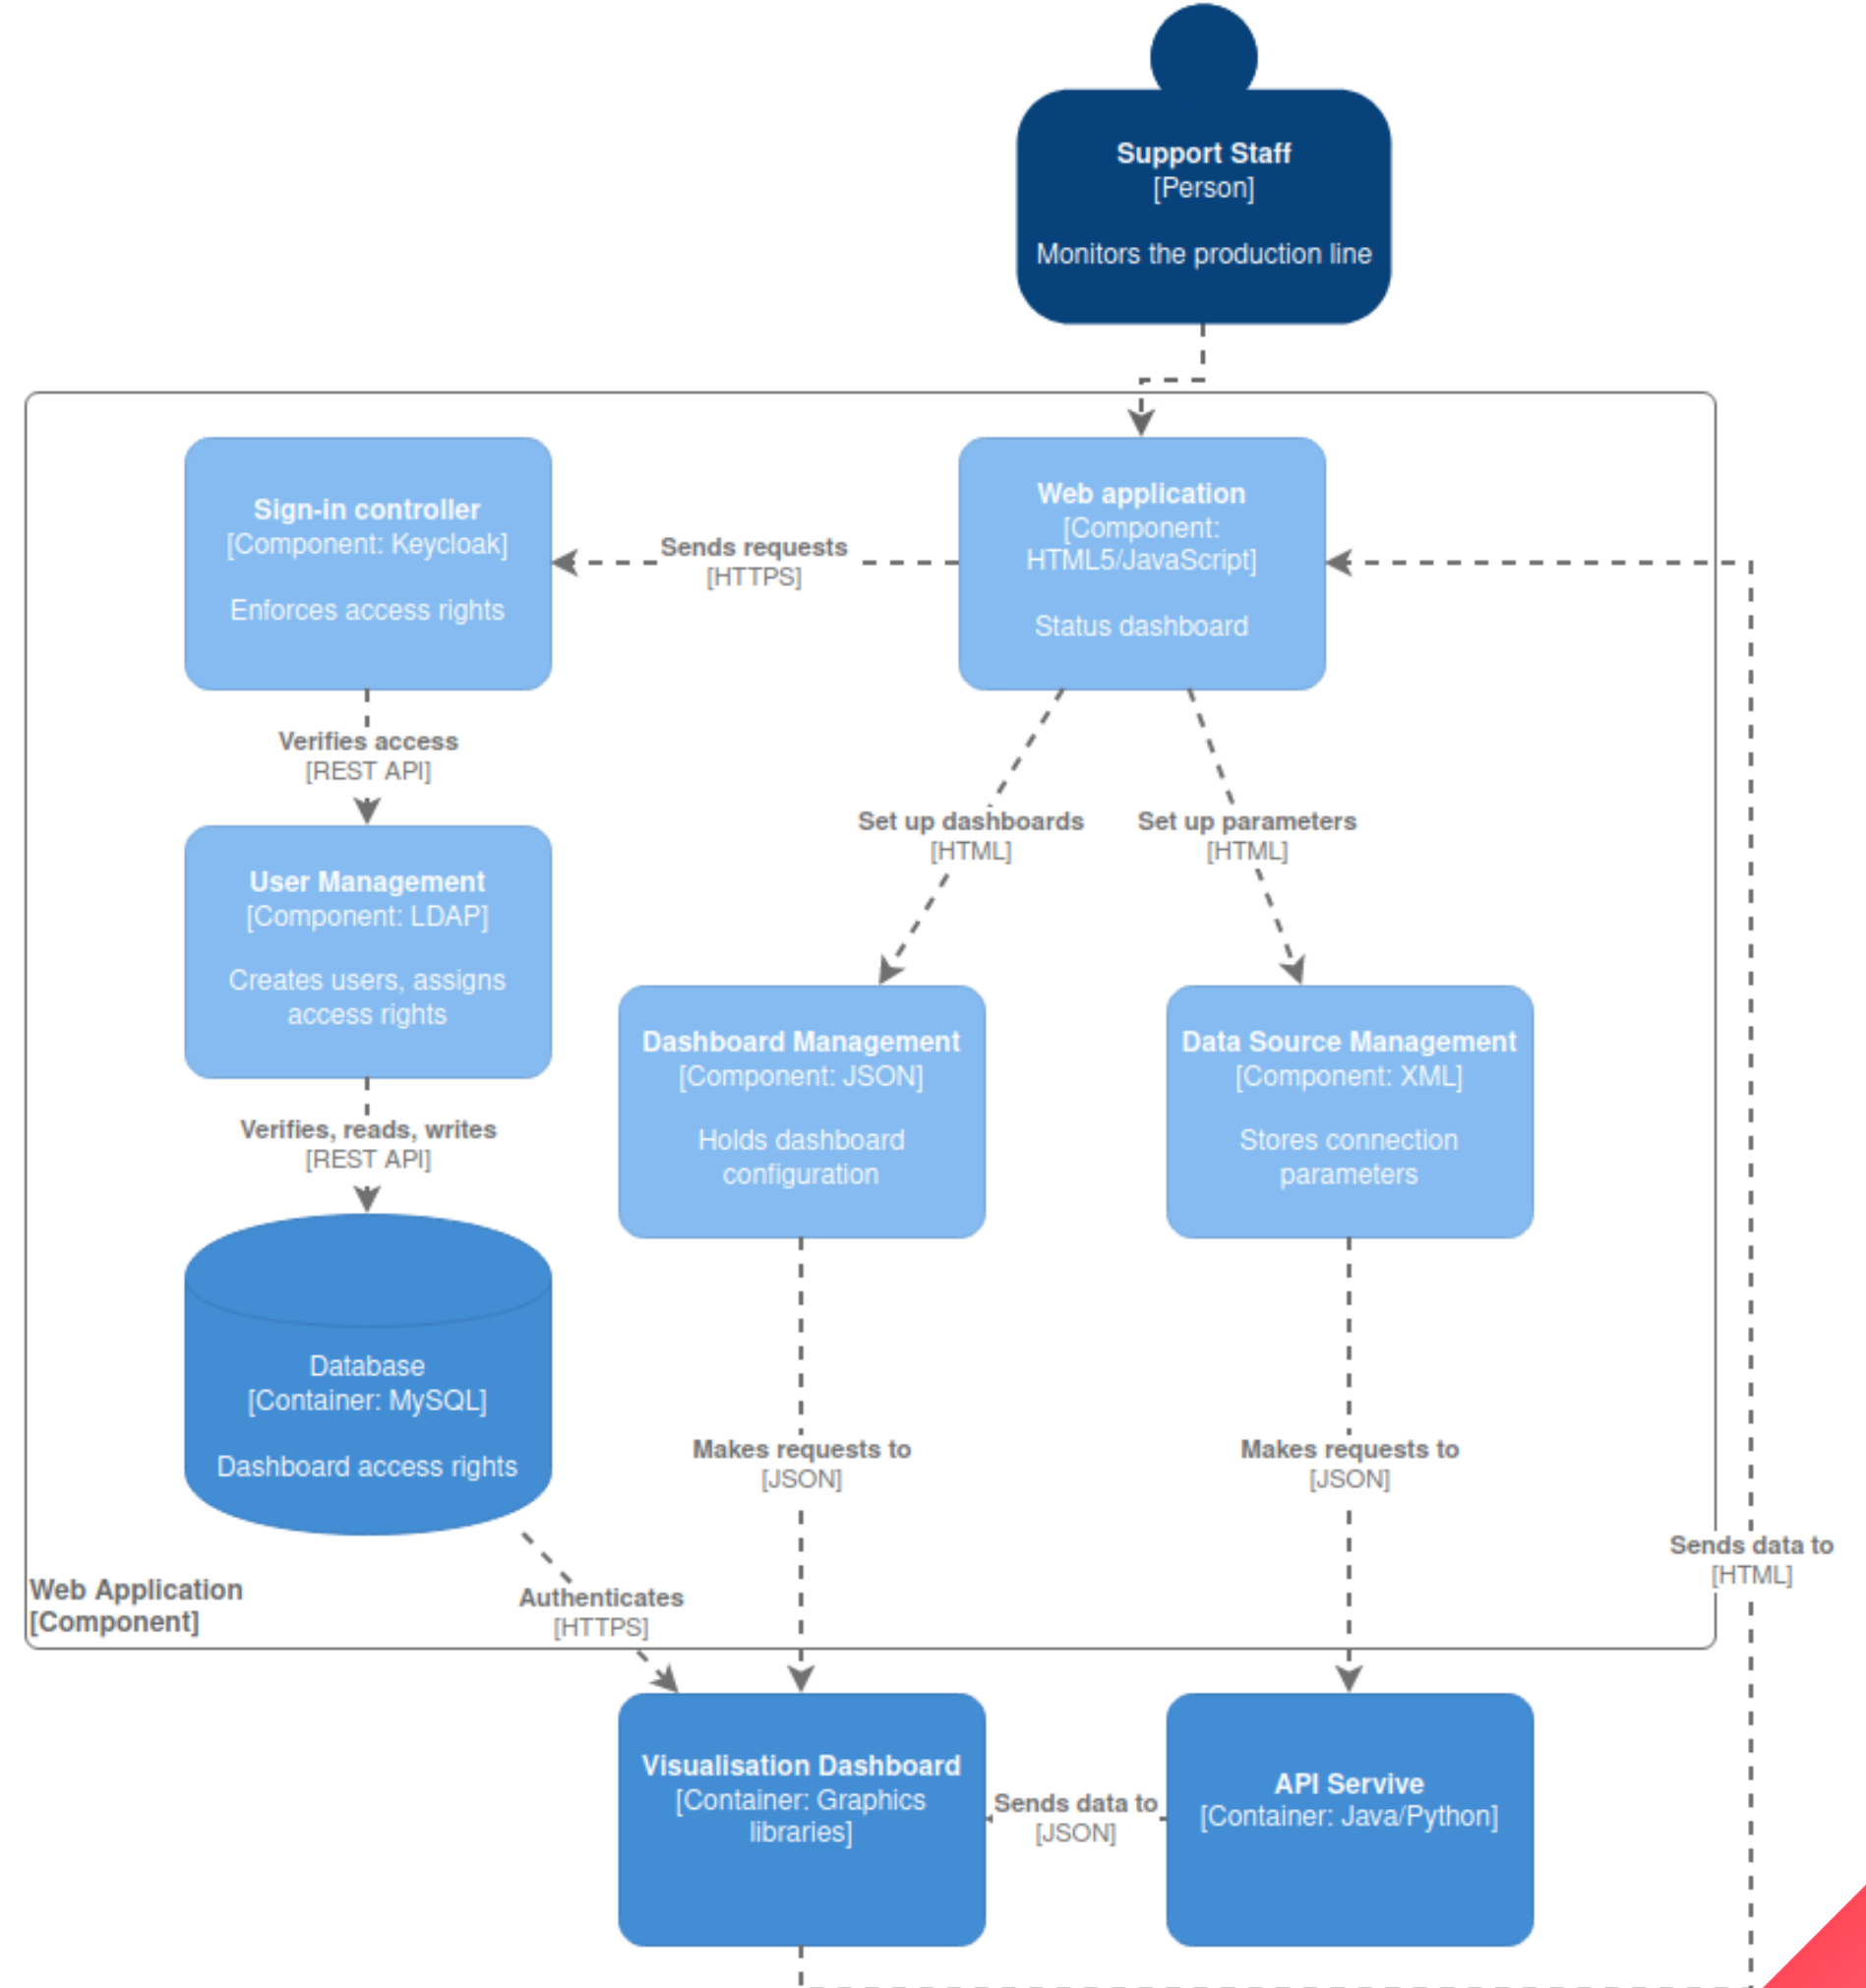 Support Staff
[Person]
Monitors the production line
Sign-in controller
[Component: Keycloak]
Enforces access rights
Sends requests
[HTTPS]
Web application
[Component:
HTML5/JavaScript]
Status dashboard
Verifies access
[REST API]
Set up dashboards
[HTML]
Set up parameters
[HTML]
User Management
[Component: LDAP]
Creates users, assigns
access rights
Dashboard Management
[Component: JSON]
Holds dashboard
configuration
Data Source Management
[Component: XML]
Stores connection
parameters
Verifies, reads, writes
[REST API]
Database
[Container: MySQL]
Dashboard access rights
Makes requests to
[JSON]
Makes requests to
[JSON]
Sends data to
[HTML]
Web Application
[Component]
Authenticates
[HTTPS]
Visualisation Dashboard
[Container: Graphics
libraries]
Sends data to
[JSON]
API Servive
[Container: Java/Python]